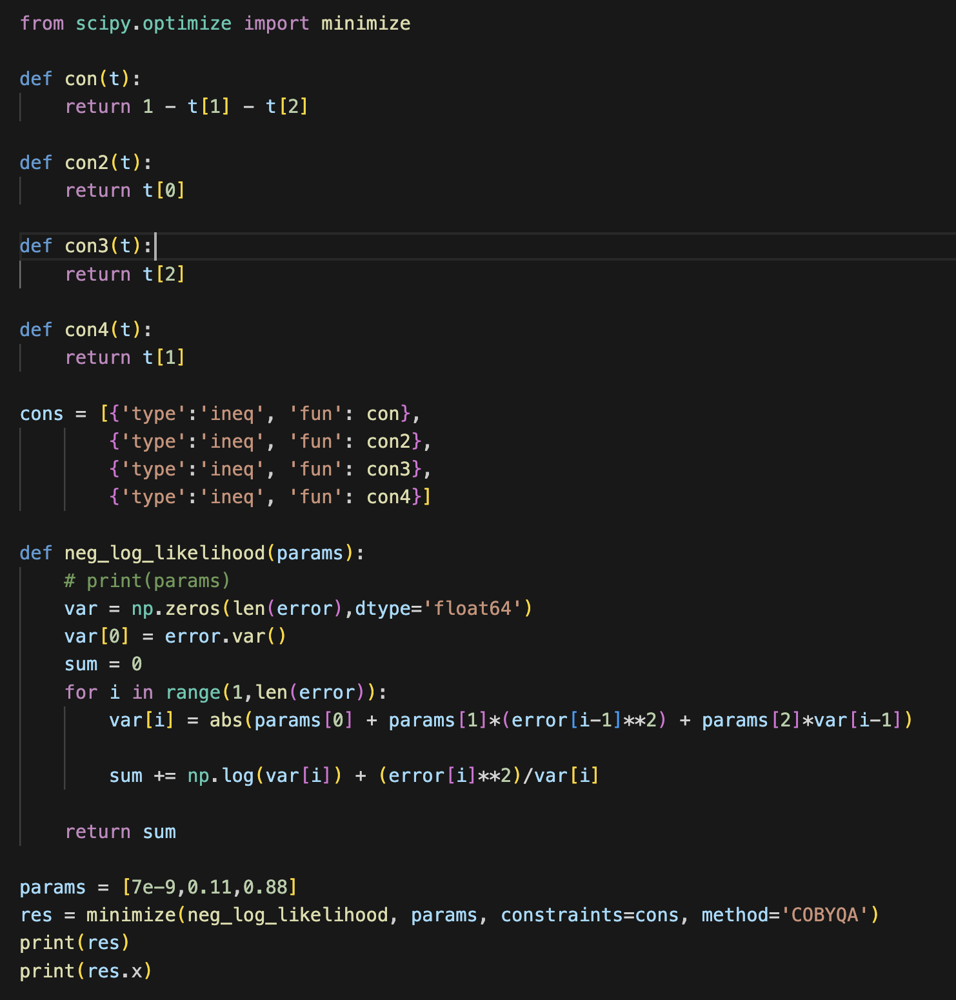 from scipy.optimize import minimize

def con(t):
    return 1 - t[1] - t[2]

def con2(t):
    return t[0]

def con3(t):
    return t[2]

def con4(t):
    return t[1]

cons = [{'type':'ineq', 'fun': con},
        {'type':'ineq', 'fun': con2},
        {'type':'ineq', 'fun': con3},
        {'type':'ineq', 'fun': con4}]

def neg_log_likelihood(params):
    # print(params)
    var = np.zeros(len(error),dtype='float64')
    var[0] = error.var()
    sum = 0
    for i in range(1,len(error)):
        var[i] = abs(params[0] + params[1]*(error[i-1]**2) + params[2]*var[i-1])

        sum += np.log(var[i]) + (error[i]**2)/var[i]

    return sum

params = [7e-9,0.11,0.88]
res = minimize(neg_log_likelihood, params, constraints=cons, method='COBYQA')
print(res)
print(res.x)